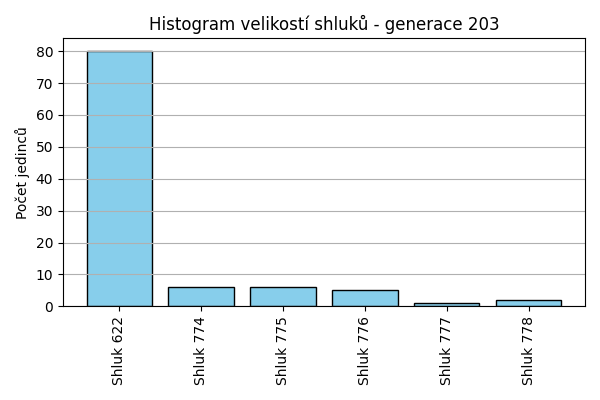 Histogram velikostí shluků - generace 203
Počet jedinců
80
70
60
50
40
30
20
10
0
Shluk 622
Shluk 774
Shluk 775
Shluk 776
Shluk 777
Shluk 778